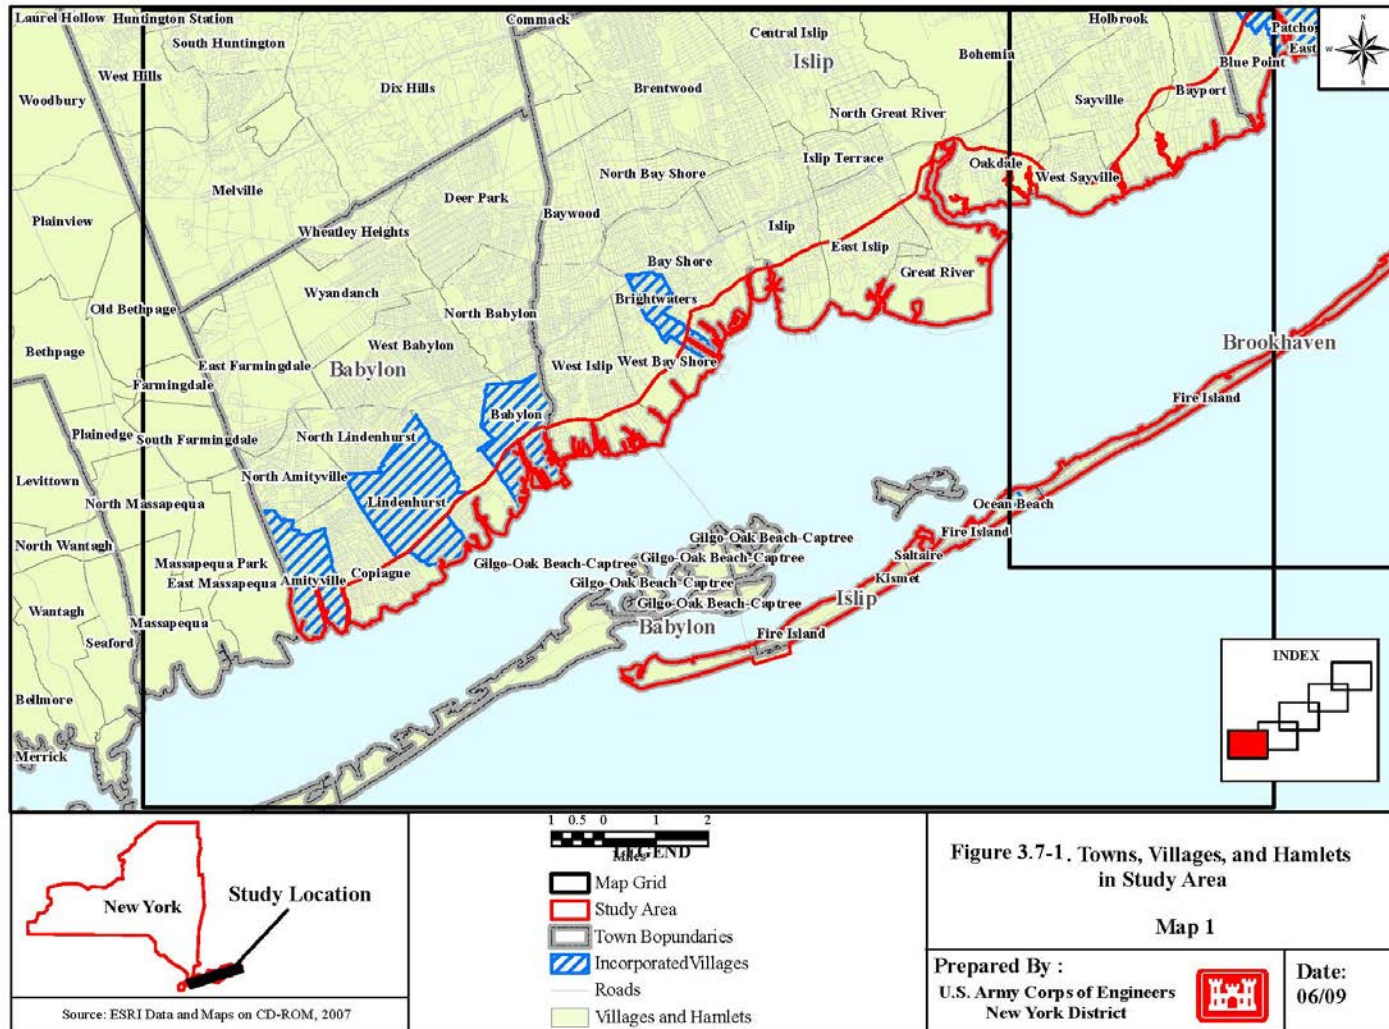 Laurel Hollow
Huntington Station
Commack
Holbrook
Patcho
South Huntington
Central Islip
East
Islip
Bohemia
Blue Point
West Hills
N
W
S
Dix Hills
Brentwood
Bayport
Woodbury
Sayville
North Great River
Islip Terrace
Oakdale
North Bay Shore
West Sayville
Melville
Deer Park
Baywood
Plainview
Islip
Wheatley Heights
East Islip
Bay Shore
Great River
Wyandanch
Brightwaters
Old Bethpage
North Babylon
Brookhaven
West Babylon
Bethpage
East Farmingdale
West Islip
West Bay Shore
Babylon
Farmingdale
Fire Island
Babylon
Plainedge
South Farmingdale
North Lindenhurst
Levittown
North Amityville
North Massapequa
Lindenhurst
Ocean Beach
Fire Island
Gilgo-Oak Beach-Captree
North Wantagh
Saltaire
Massapequa Park
Gilgo-Oak Beach-Captree
Gilgo-Oak Beach-Captree
Copiague
Kismet
East Massapequa
Amityville
Gilgo-Oak Beach-Captree
Islip
Gilgo-Oak Beach-Captree
Wantagh
Massapequa
Babylon
Fire Island
Seaford
INDEX
Bellmore
Merrick
New York
Study Location
Source: ESRI Data and Maps on CD-ROM, 2007
1 0.5 0 1 2
Miles
LEGEND
Map Grid
Study Area
Town Bopundaries
IncorporatedVillages
Roads
Villages and Hamlets
Figure 3.7-1. Towns, Villages, and Hamlets
in Study Area
Map 1
Prepared By :
U.S. Army Corps of Engineers
New York District
Date:
06/09